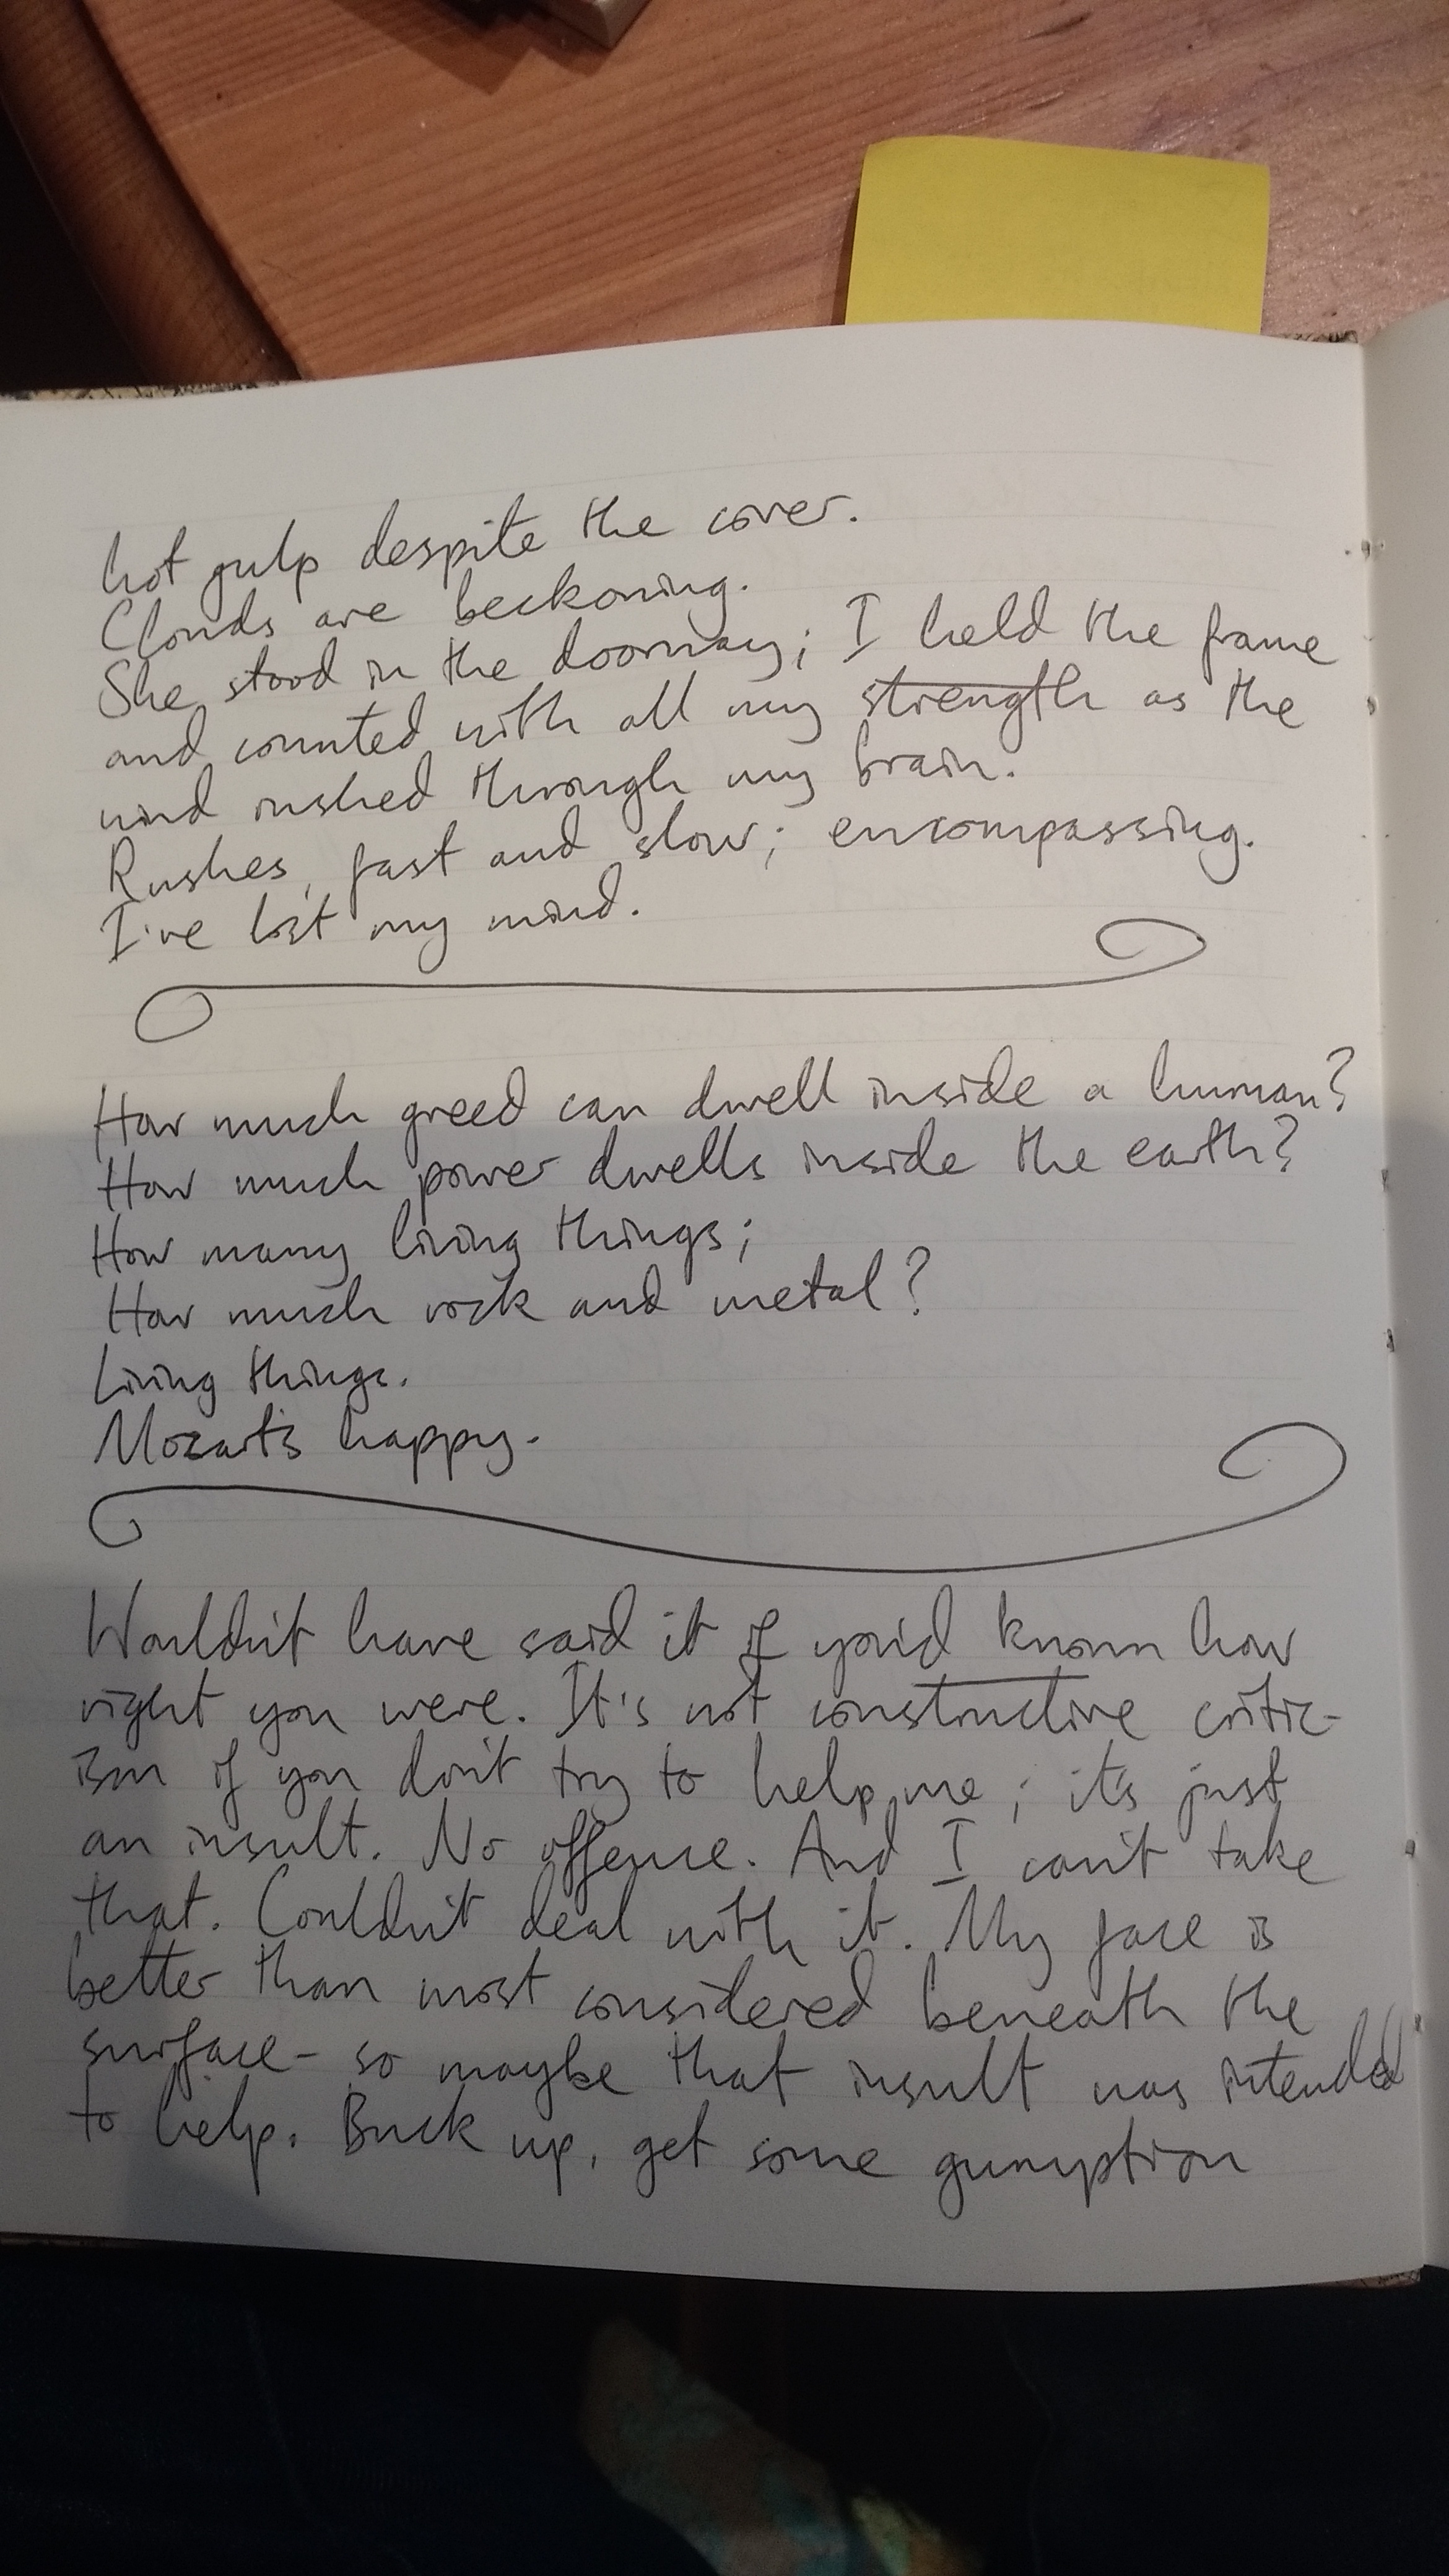 hot gulp despite the cover.
Clouds are beckoning.
She stood in the doorway; I held the frame
and counted with all my strength as the
wind rushed through my brain.
Rushes, fast and slow; encompassing.
I've lost my mind.
How much greed can dwell inside a human?
How much power dwells inside the earth?
How many living things;
How much rock and metal?
Living things.
Mozart's happy.
Wouldn't have said it if you'd known how
right you were. It's not constructive critic-
ism if you don't try to help me; it's just
an insult. No offense. And I can't take
that. Couldn't deal with it. My face is
better than most considered beneath the
surface - so maybe that insult was intended
to help. Buck up, get some gumption